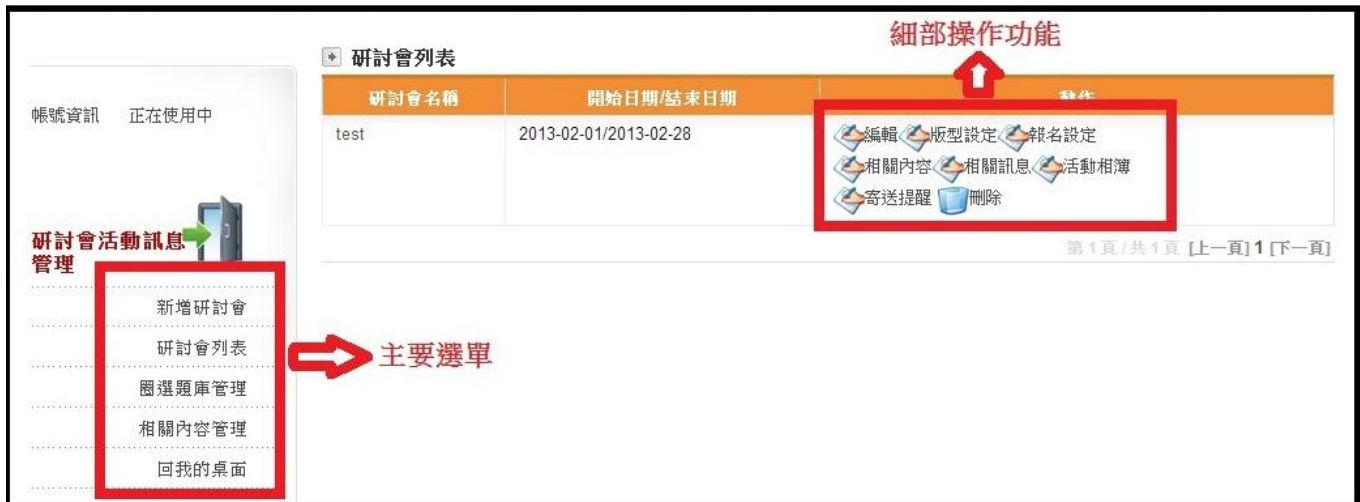 細部操作功能
研討會列表
研討會名稱 開始日期/結束日期 動作
帳號資訊 正在使用中
test 2013-02-01/2013-02-28 編輯 版型設定 報名設定
相關內容 相關訊息 活動相簿
寄送提醒 刪除
研討會活動訊息
管理
第 1 頁 / 共 1 頁 [上一頁] 1 [下一頁]
新增研討會
研討會列表
主要選單
圈選題庫管理
相關內容管理
回我的桌面